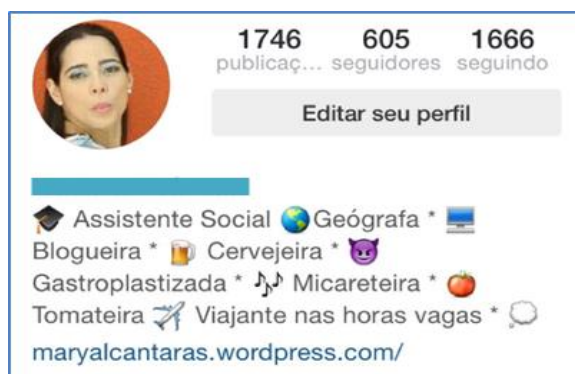 1746 605 1666
publicaç... seguidores seguindo
Editar seu perfil
🎓 Assistente Social 🌎Geógrafa * 💻
Blogueira * 🍺 Cervejeira * 😈
Gastroplastizada * 🎶 Micareteira * 🍅
Tomateira ✈ Viajante nas horas vagas * 💭
maryalcantaras.wordpress.com/